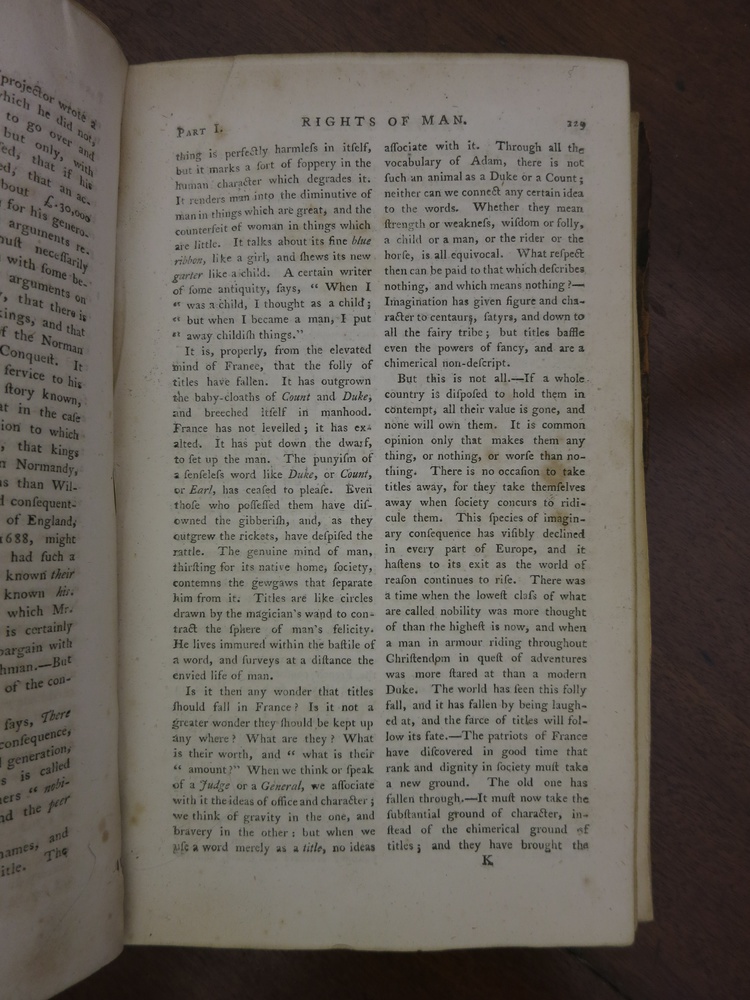 projector wrote a
which he did not,
to go over and
but only, with
ed, that if his
ed, that an ac-
bout £.30,000
for his genero-
arguments re-
nuſt neceſſarily
with ſome be-
arguments on
, that there is
kings, and that
f the Norman
Conqueſt. It
ſervice to his
ſtory known,
at in the caſe
ion to which
, that kings
n Normandy,
ns than Wil-
d conſequent-
of England,
1688, might
had ſuch a
known their
known his.
which Mr.
is certainly
bargain with
hman.—But
of the con-
ſays, There
conſequence,
generation,
s is called
ers “ nobi-
nd the peer
names, and
itle. The
PART I.
RIGHTS OF MAN.
229
thing is perfectly harmleſs in itſelf,
but it marks a ſort of foppery in the
human character which degrades it.
It renders man into the diminutive of
man in things which are great, and the
counterfeit of woman in things which
are little. It talks about its fine blue
ribbon, like a girl, and ſhews its new
garter like a child. A certain writer
of ſome antiquity, ſays, “ When I
“ was a child, I thought as a child ;
“ but when I became a man, I put
“ away childiſh things.”
It is, properly, from the elevated
mind of France, that the folly of
titles have fallen. It has outgrown
the baby-cloaths of Count and Duke,
and breeched itſelf in manhood.
France has not levelled ; it has ex-
alted. It has put down the dwarf,
to ſet up the man. The punyiſm of
a ſenſeleſs word like Duke, or Count,
or Earl, has ceaſed to pleaſe. Even
thoſe who poſſeſſed them have diſ-
owned the gibberiſh, and, as they
outgrew the rickets, have deſpiſed the
rattle. The genuine mind of man,
thirſting for its native home, ſociety,
contemns the gewgaws that ſeparate
him from it. Titles are like circles
drawn by the magician's wand to con-
tract the ſphere of man's felicity.
He lives immured within the baſtile of
a word, and ſurveys at a diſtance the
envied life of man.
Is it then any wonder that titles
ſhould fall in France ? Is it not a
greater wonder they ſhould be kept up
any where ? What are they ? What
is their worth, and “ what is their
“ amount ?” When we think or ſpeak
of a Judge or a General, we aſſociate
with it the ideas of office and character ;
we think of gravity in the one, and
bravery in the other : but when we
uſe a word merely as a title, no ideas
aſſociate with it. Through all the
vocabulary of Adam, there is not
ſuch an animal as a Duke or a Count ;
neither can we connect any certain idea
to the words. Whether they mean
ſtrength or weakneſs, wiſdom or folly,
a child or a man, or the rider or the
horſe, is all equivocal. What reſpect
then can be paid to that which deſcribes
nothing, and which means nothing ?—
Imagination has given figure and cha-
racter to centaurs, ſatyrs, and down to
all the fairy tribe ; but titles baffle
even the powers of fancy, and are a
chimerical non-deſcript.
But this is not all.—If a whole
country is diſpoſed to hold them in
contempt, all their value is gone, and
none will own them. It is common
opinion only that makes them any
thing, or nothing, or worſe than no-
thing. There is no occaſion to take
titles away, for they take themſelves
away when ſociety concurs to ridi-
cule them. This ſpecies of imagin-
ary conſequence has viſibly declined
in every part of Europe, and it
haſtens to its exit as the world of
reaſon continues to riſe. There was
a time when the loweſt claſs of what
are called nobility was more thought
of than the higheſt is now, and when
a man in armour riding throughout
Chriſtendom in queſt of adventures
was more ſtared at than a modern
Duke. The world has ſeen this folly
fall, and it has fallen by being laugh-
ed at, and the farce of titles will fol-
low its fate.—The patriots of France
have diſcovered in good time that
rank and dignity in ſociety muſt take
a new ground. The old one has
fallen through.—It muſt now take the
ſubſtantial ground of character, in-
ſtead of the chimerical ground of
titles ; and they have brought the
K